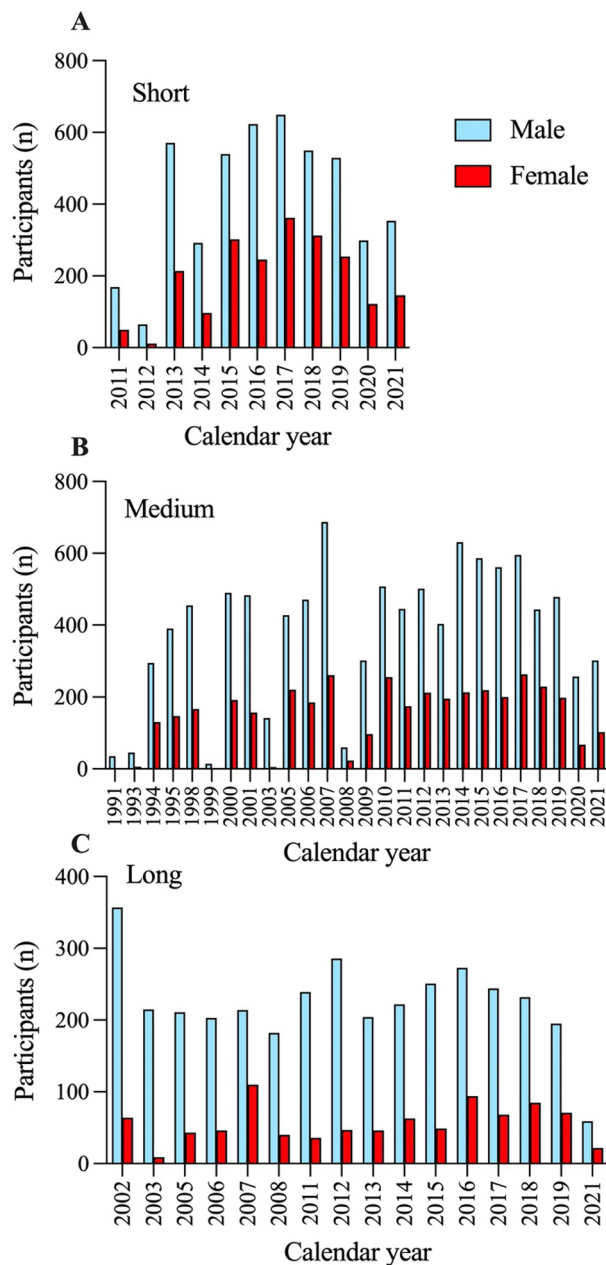 A
Short
Male
Female
Participants (n)
800
600
400
200
0
2011 2012 2013 2014 2015 2016 2017 2018 2019 2020 2021
Calendar year
B
Medium
Participants (n)
800
600
400
200
0
1991 1993 1994 1995 1998 1999 2000 2001 2003 2005 2006 2007 2008 2009 2010 2011 2012 2013 2014 2015 2016 2017 2018 2019 2020 2021
Calendar year
C
Long
Participants (n)
400
300
200
100
0
2002 2003 2005 2006 2007 2008 2011 2012 2013 2014 2015 2016 2017 2018 2019 2021
Calendar year